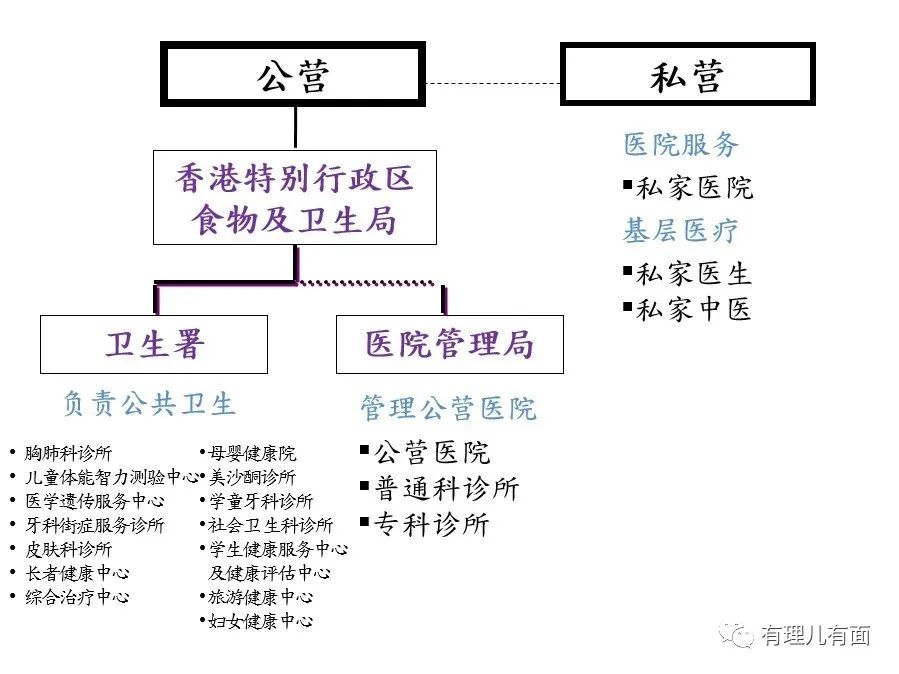 公营
私营
香港特别行政区
食物及卫生局
卫生署
医院管理局
负责公共卫生
• 胸肺科诊所
• 儿童体能智力测验中心
• 医学遗传服务中心
• 牙科街症服务诊所
• 皮肤科诊所
• 长者健康中心
• 综合治疗中心
• 母婴健康院
• 美沙酮诊所
• 学童牙科诊所
• 社会卫生科诊所
• 学生健康服务中心
及健康评估中心
• 旅游健康中心
• 妇女健康中心
管理公营医院
▪公营医院
▪普通科诊所
▪专科诊所
医院服务
▪私家医院
基层医疗
▪私家医生
▪私家中医
有理儿有面